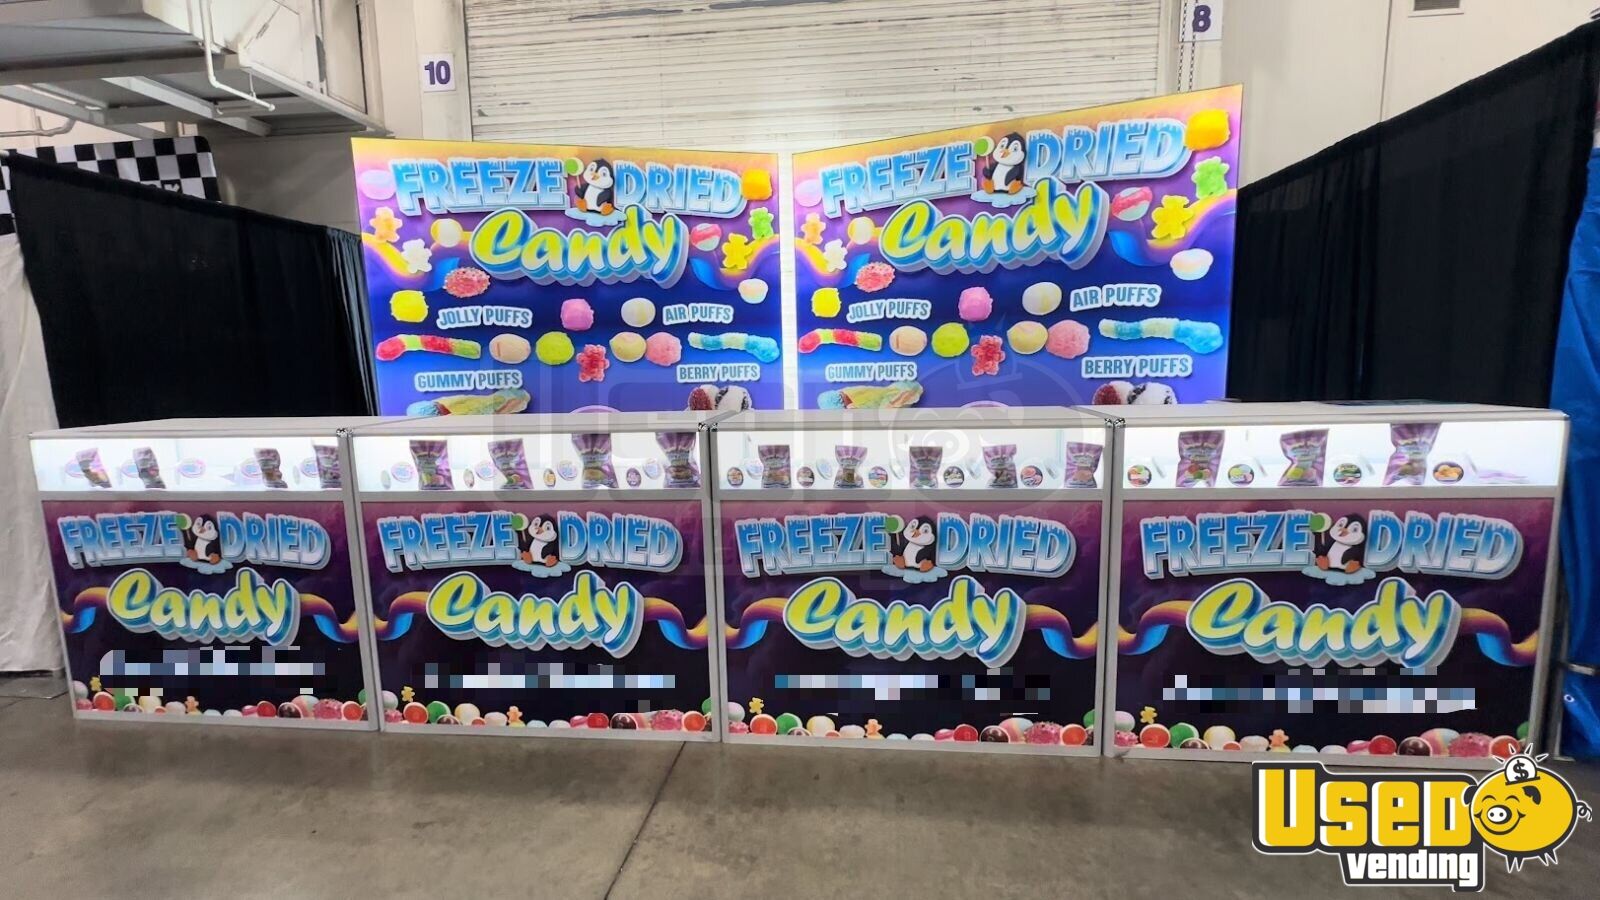 10
8
FREEZE DRIED
Candy
JOLLY PUFFS
AIR PUFFS
GUMMY PUFFS
BERRY PUFFS
FREEZE DRIED
Candy
JOLLY PUFFS
AIR PUFFS
GUMMY PUFFS
BERRY PUFFS
FREEZE DRIED
Candy
FREEZE DRIED
Candy
FREEZE DRIED
Candy
FREEZE DRIED
Candy
USED
vending